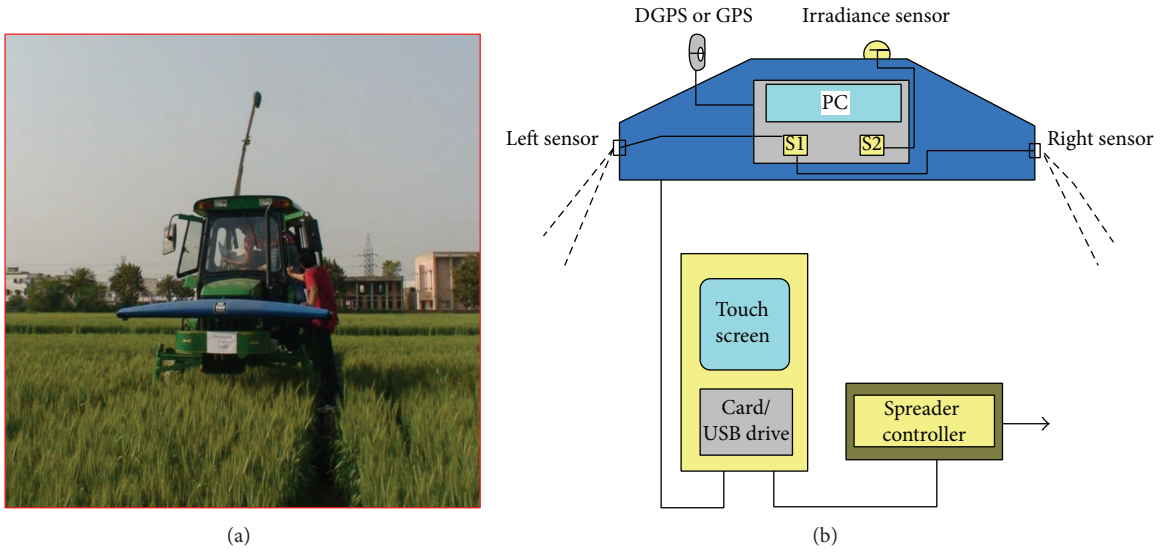 DGPS or GPS
Irradiance sensor
PC
Left sensor
S1
S2
Right sensor
Touch
screen
Card/
USB drive
Spreader
controller
(a)
(b)